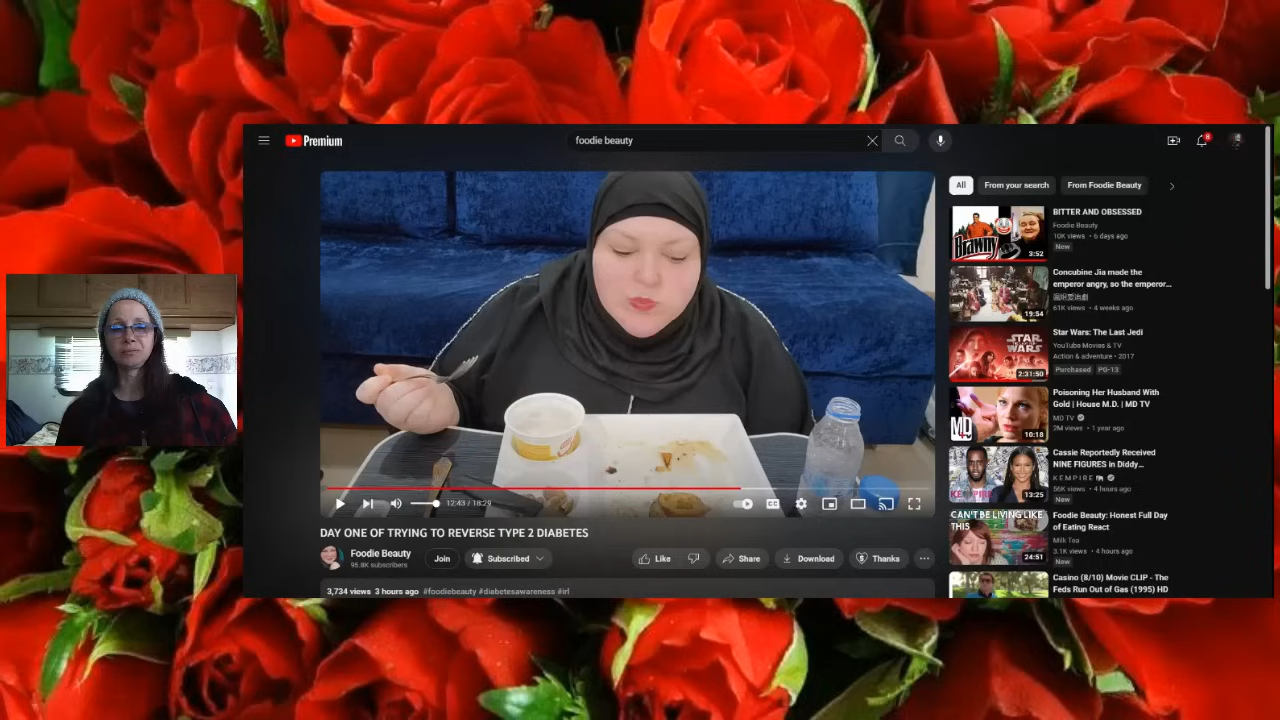 Premium
foodie beauty
8
All
From your search
From Foodie Beauty
BITTER AND OBSESSED
Foodie Beauty
10K views • 6 days ago
New
Brawny
3:52
Concubine Jia made the
emperor angry, so the emperor...
61K views • 4 weeks ago
19:54
Star Wars: The Last Jedi
YouTube Movies & TV
Action & adventure • 2017
Purchased
PG-13
STAR
WARS
2:31:50
Poisoning Her Husband With
Gold | House M.D. | MD TV
MD TV
2M views • 1 year ago
MD
10:18
Cassie Reportedly Received
NINE FIGURES in Diddy...
KEMPIRE
56K views • 4 hours ago
New
13:25
CAN'T BE LIVING LIKE
THIS
Foodie Beauty: Honest Full Day
of Eating React
Milk Tea
3.1K views • 4 hours ago
New
24:51
Casino (8/10) Movie CLIP - The
Feds Run Out of Gas (1995) HD
12:43 / 18:29
CC
DAY ONE OF TRYING TO REVERSE TYPE 2 DIABETES
Foodie Beauty
95.8K subscribers
Join
Subscribed
Like
Share
Download
Thanks
3,734 views 3 hours ago #foodiebeauty #diabetesawareness #irl